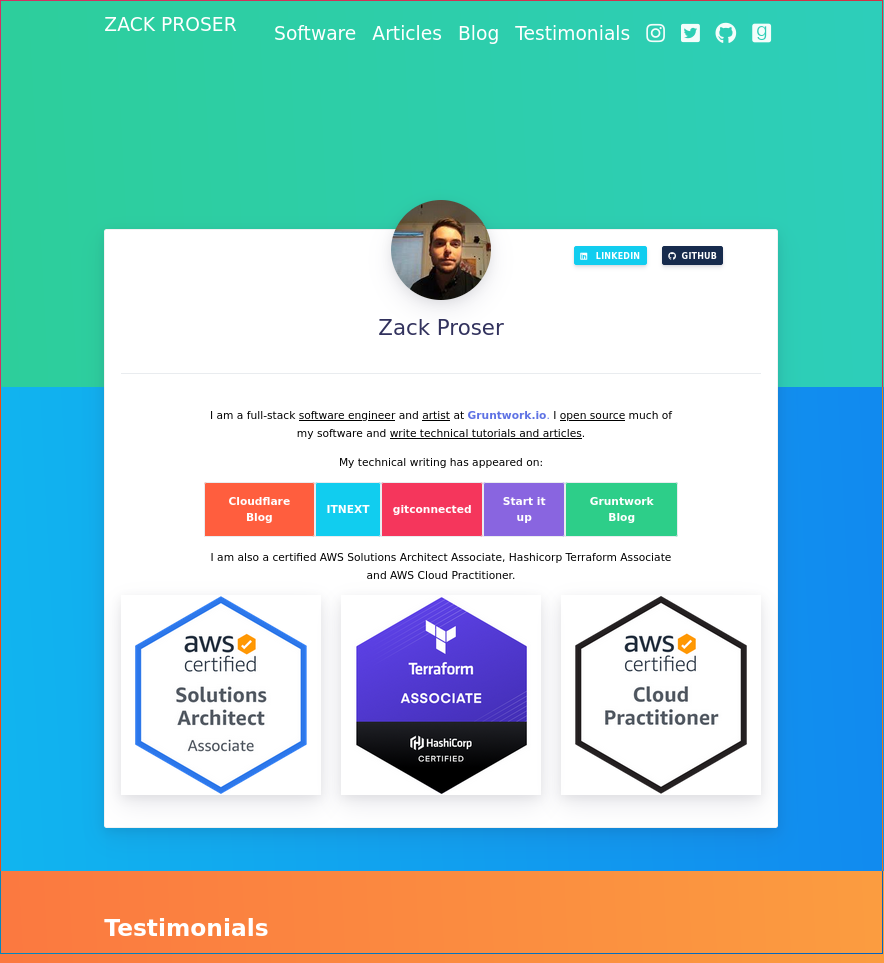 ZACK PROSER
Software Articles Blog Testimonials
LINKEDIN GITHUB
Zack Proser
I am a full-stack software engineer and artist at Gruntwork.io. I open source much of
my software and write technical tutorials and articles.
My technical writing has appeared on:
Cloudflare
Blog
ITNEXT
gitconnected
Start it
up
Gruntwork
Blog
I am also a certified AWS Solutions Architect Associate, Hashicorp Terraform Associate
and AWS Cloud Practitioner.
aws
certified
Solutions
Architect
Associate
Terraform
ASSOCIATE
HashiCorp
CERTIFIED
aws
certified
Cloud
Practitioner
Testimonials